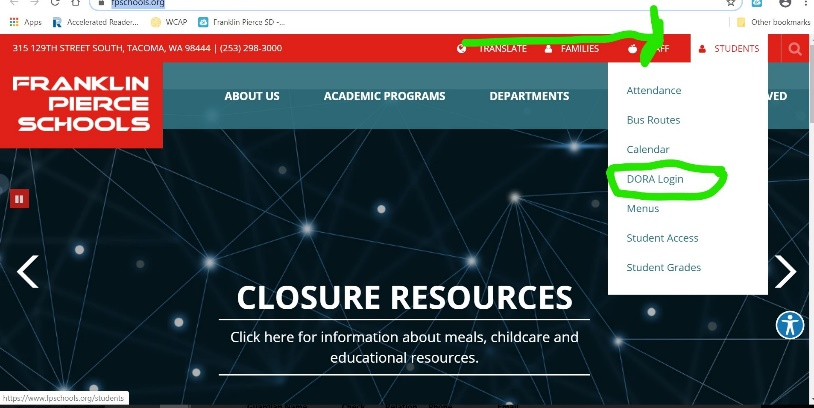 fpschools.org
Apps Accelerated Reader... WCAP Franklin Pierce SD -... Other bookmarks
315 129TH STREET SOUTH, TACOMA, WA 98444 | (253) 298-3000
TRANSLATE FAMILIES AFF STUDENTS
FRANKLIN
PIERCE
SCHOOLS
ABOUT US ACADEMIC PROGRAMS DEPARTMENTS VED
Attendance
Bus Routes
Calendar
DORA Login
Menus
Student Access
Student Grades
CLOSURE RESOURCES
Click here for information about meals, childcare and
educational resources.
https://www.fpschools.org/students